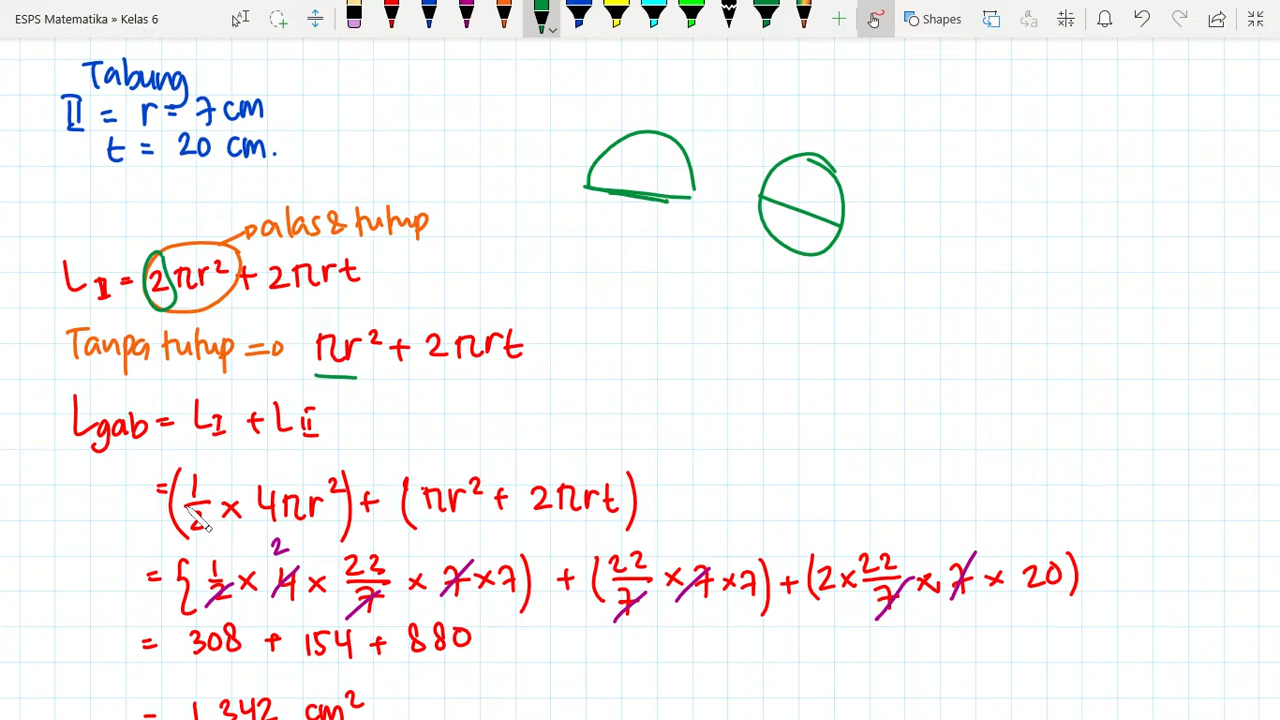 ESPS Matematika » Kelas 6
Shapes
Tabung
II = r = 7 cm
t = 20 cm.
alas & tutup
L II = 2πr² + 2πrt
Tanpa tutup => πr² + 2πrt
Lgab = L I + L II
= (1/2 × 4πr²) + (πr² + 2πrt)
2
= {1/2 × 4 × 22/7 × 7 × 7) + (22/7 × 7 × 7) + (2 × 22/7 × 7 × 20)
= 308 + 154 + 880
= 1.342 cm²